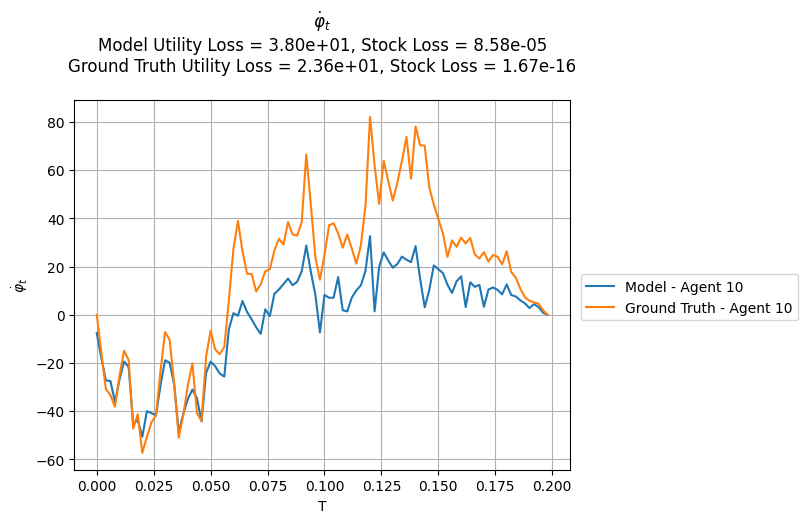 φ̇ₜ
Model Utility Loss = 3.80e+01, Stock Loss = 8.58e-05
Ground Truth Utility Loss = 2.36e+01, Stock Loss = 1.67e-16
80
60
40
20
0
−20
−40
−60
φ̇ₜ
0.000 0.025 0.050 0.075 0.100 0.125 0.150 0.175 0.200
T
Model - Agent 10
Ground Truth - Agent 10